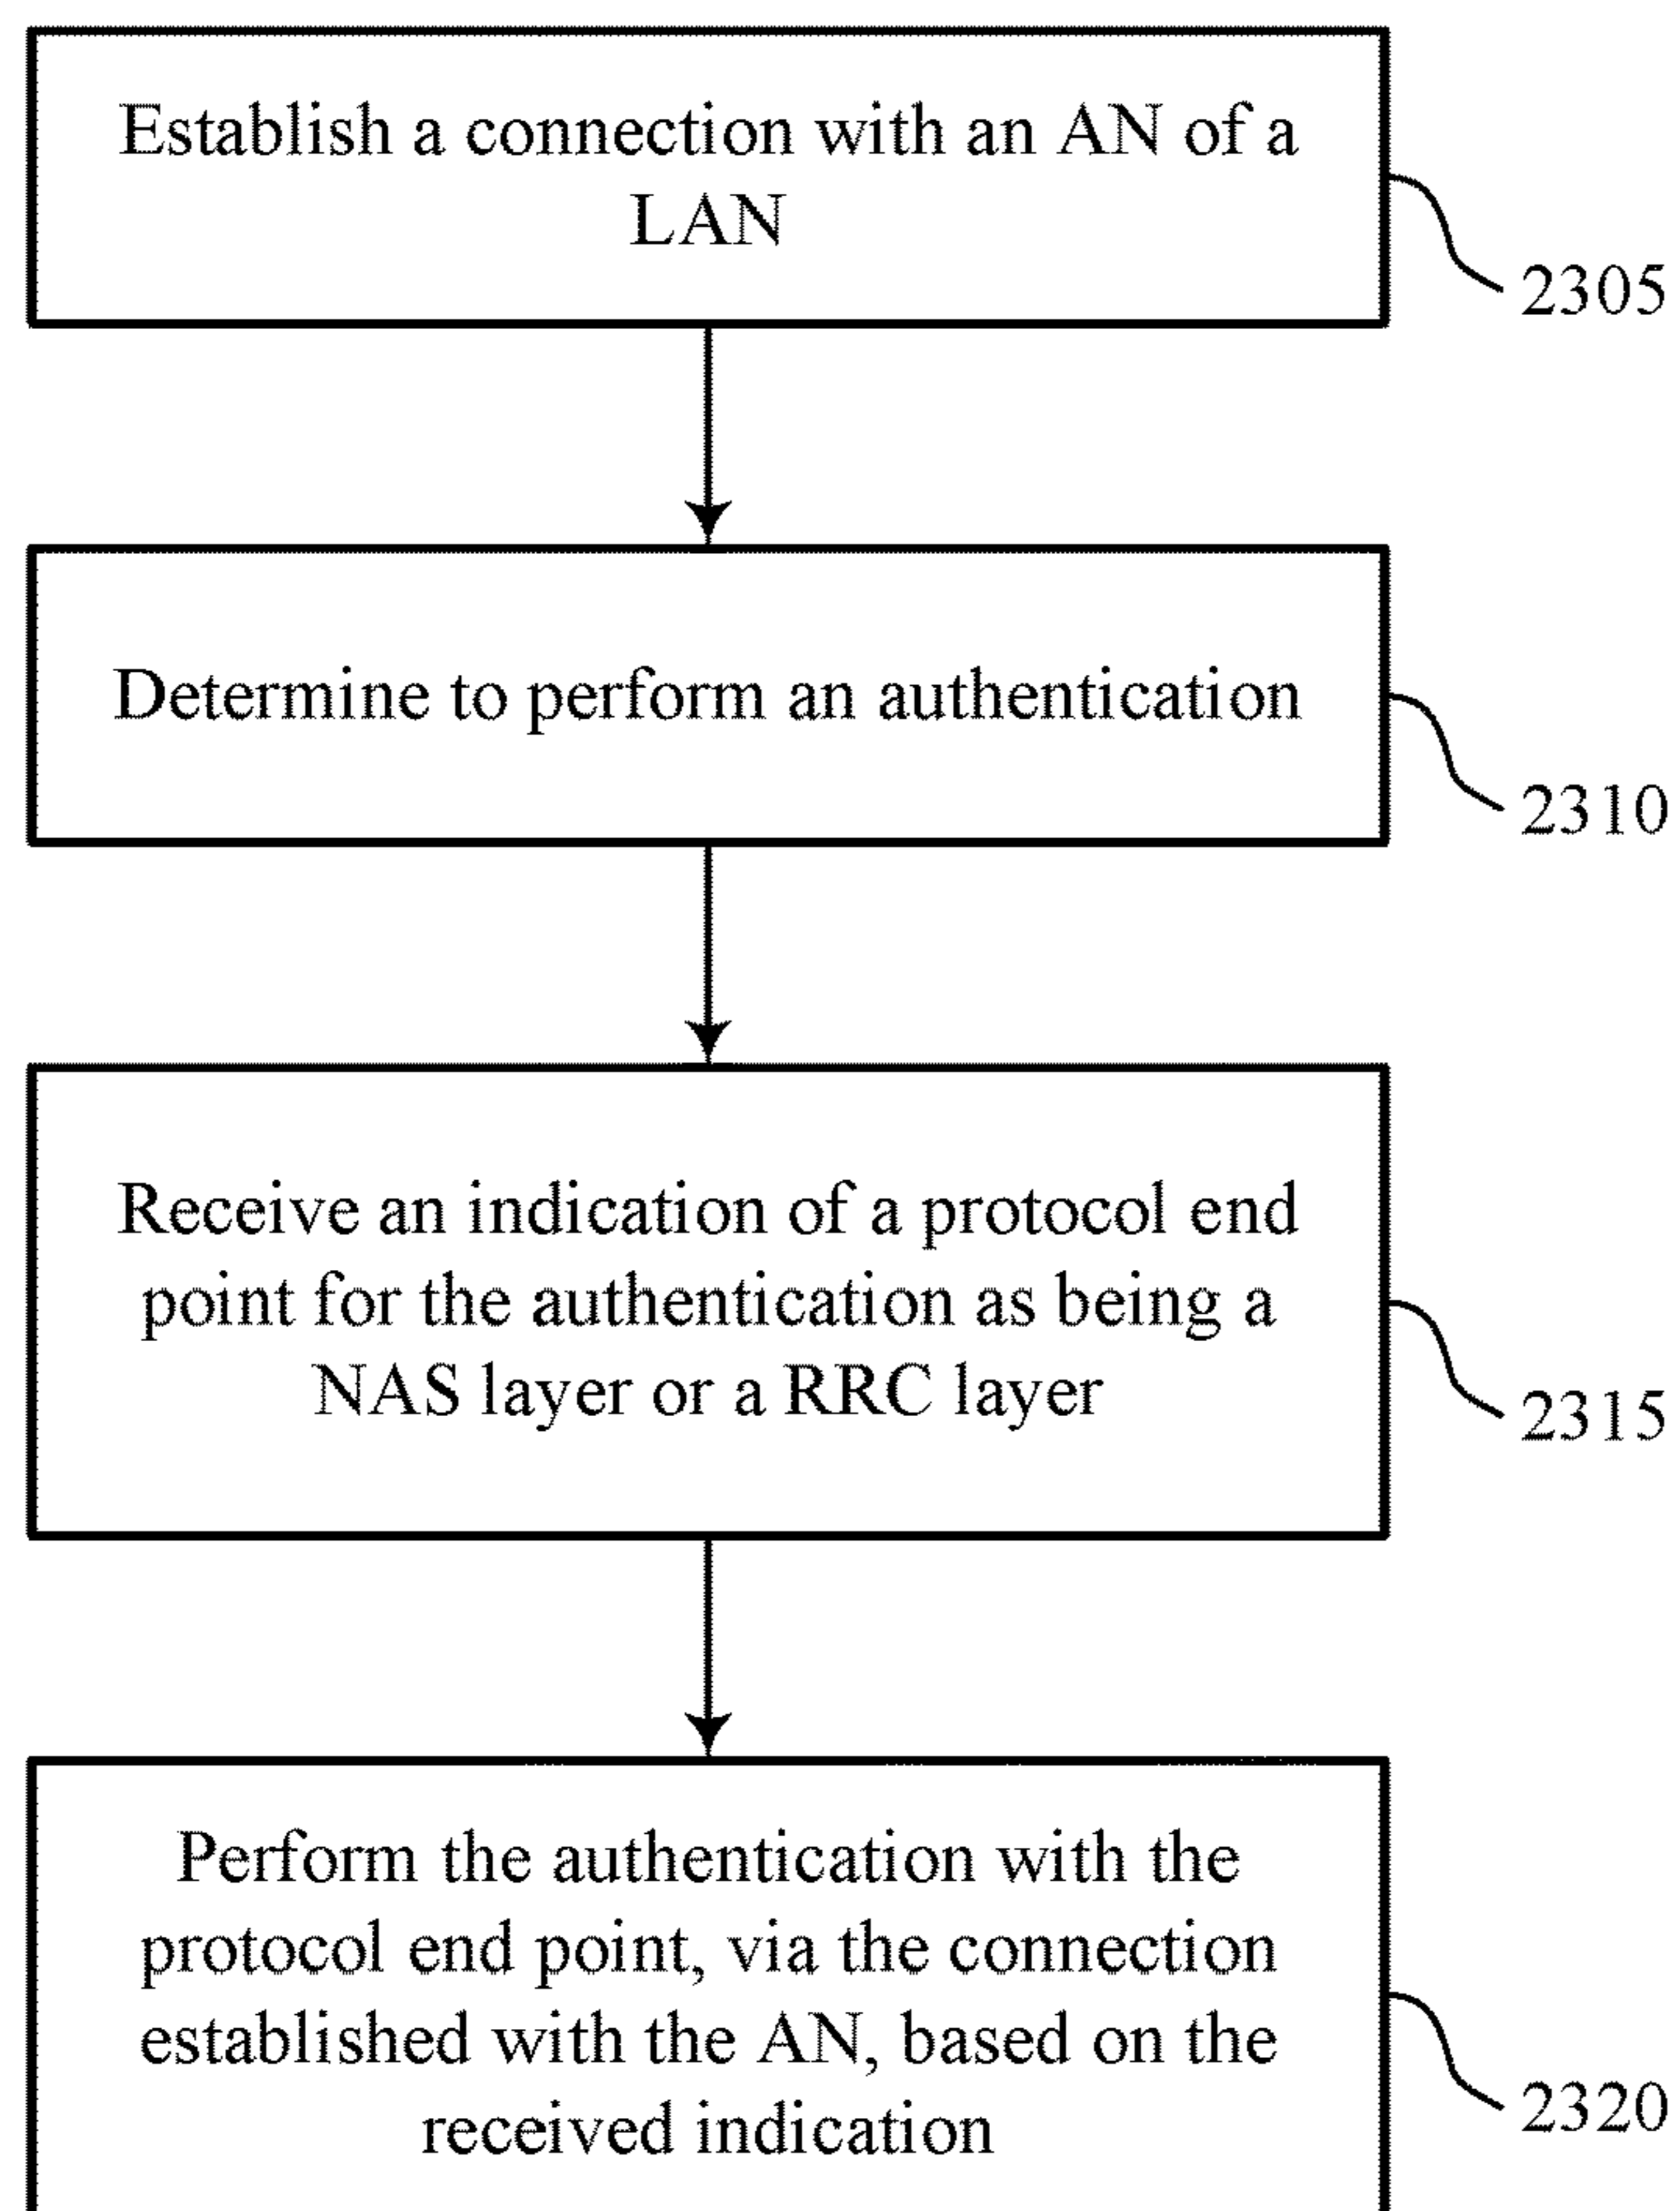 Establish a connection with an AN of a
LAN
2305
Determine to perform an authentication
2310
Receive an indication of a protocol end
point for the authentication as being a
NAS layer or a RRC layer
2315
Perform the authentication with the
protocol end point, via the connection
established with the AN, based on the
received indication
2320